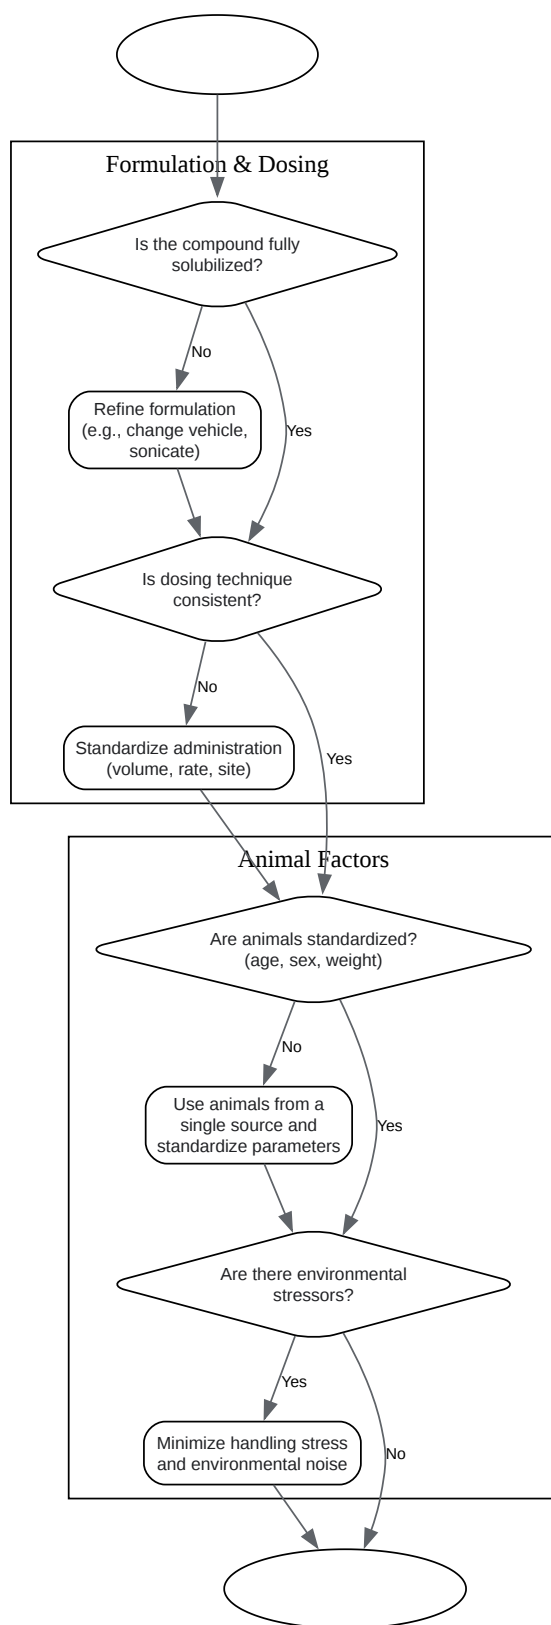 Formulation & Dosing
Is the compound fully
solubilized?
No
Refine formulation
(e.g., change vehicle,
sonicate)
Yes
Is dosing technique
consistent?
No
Standardize administration
(volume, rate, site)
Yes
Animal Factors
Are animals standardized?
(age, sex, weight)
No
Use animals from a
single source and
standardize parameters
Yes
Are there environmental
stressors?
Yes
Minimize handling stress
and environmental noise
No